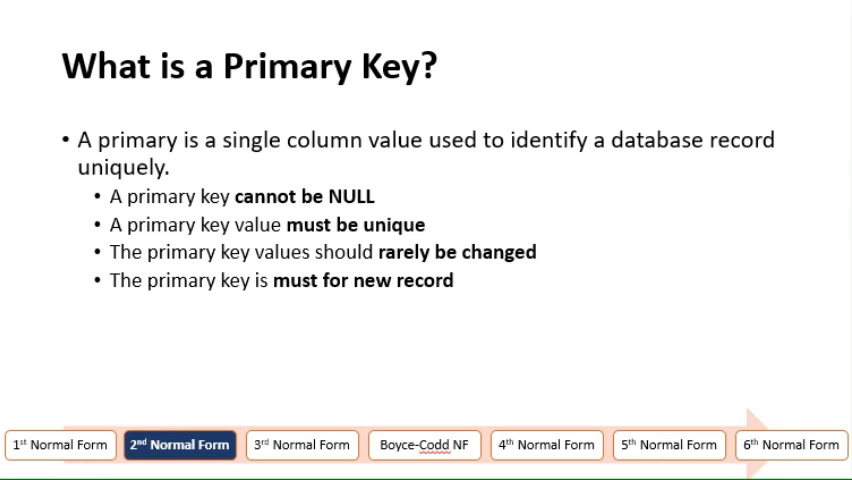 What is a Primary Key?
• A primary is a single column value used to identify a database record
uniquely.
• A primary key cannot be NULL
• A primary key value must be unique
• The primary key values should rarely be changed
• The primary key is must for new record
1st Normal Form
2nd Normal Form
3rd Normal Form
Boyce-Codd NF
4th Normal Form
5th Normal Form
6th Normal Form